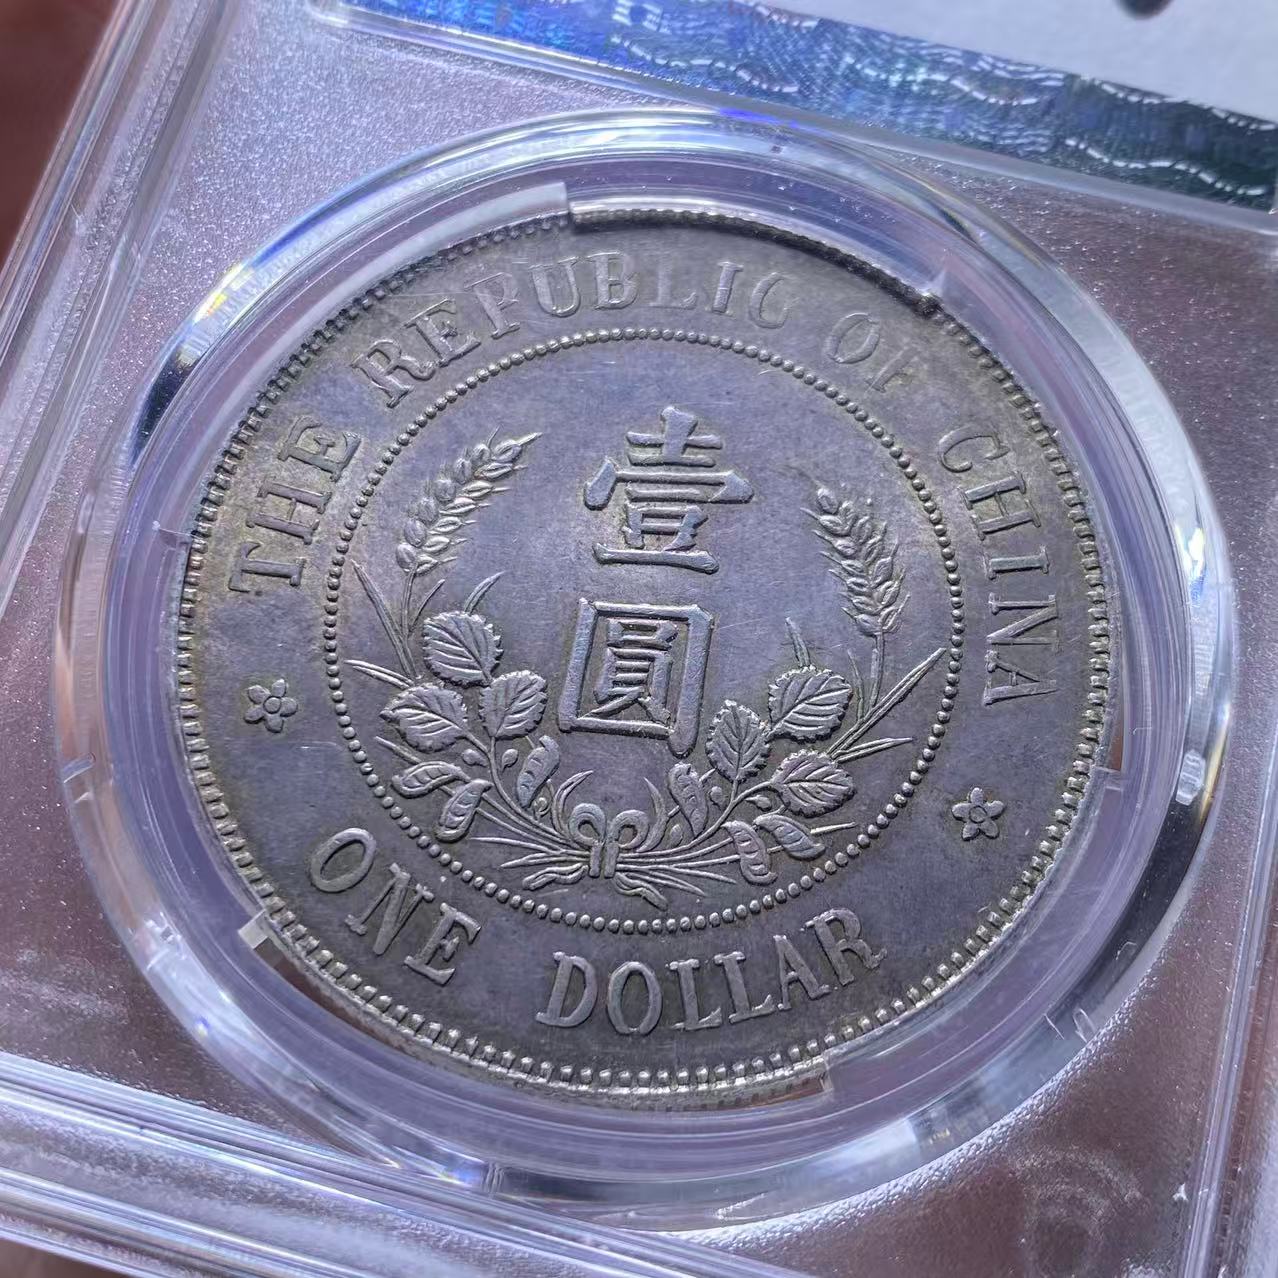 THE REPUBLIC OF CHINA
壹
圓
ONE DOLLAR